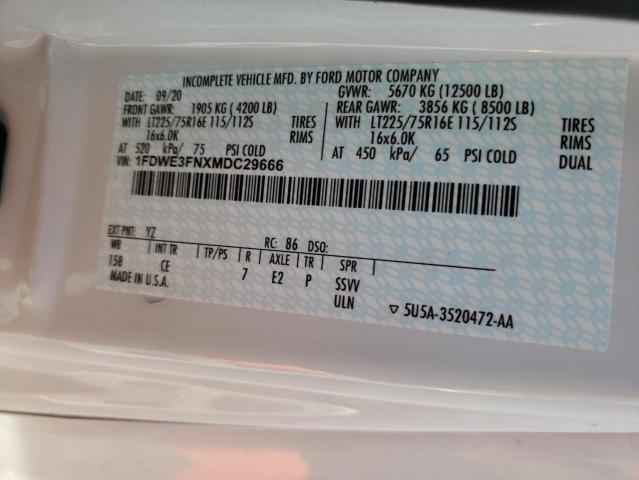 INCOMPLETE VEHICLE MFD. BY FORD MOTOR COMPANY
DATE: 09/20 GVWR: 5670 KG (12500 LB)
FRONT GAWR: 1905 KG ( 4200 LB) REAR GAWR: 3856 KG ( 8500 LB)
WITH LT225/75R16E 115/112S TIRES WITH LT225/75R16E 115/112S TIRES
16x6.0K RIMS 16x6.0K RIMS
AT 520 kPa/ 75 PSI COLD AT 450 kPa/ 65 PSI COLD DUAL
VIN: 1FDWE3FNXMDC29666
EXT PNT: YZ RC: 86 DSO:
WB INT TR TP/PS R AXLE TR SPR
158 CE 7 E2 P SSVV
MADE IN U.S.A. ULN ▽ 5U5A-3520472-AA